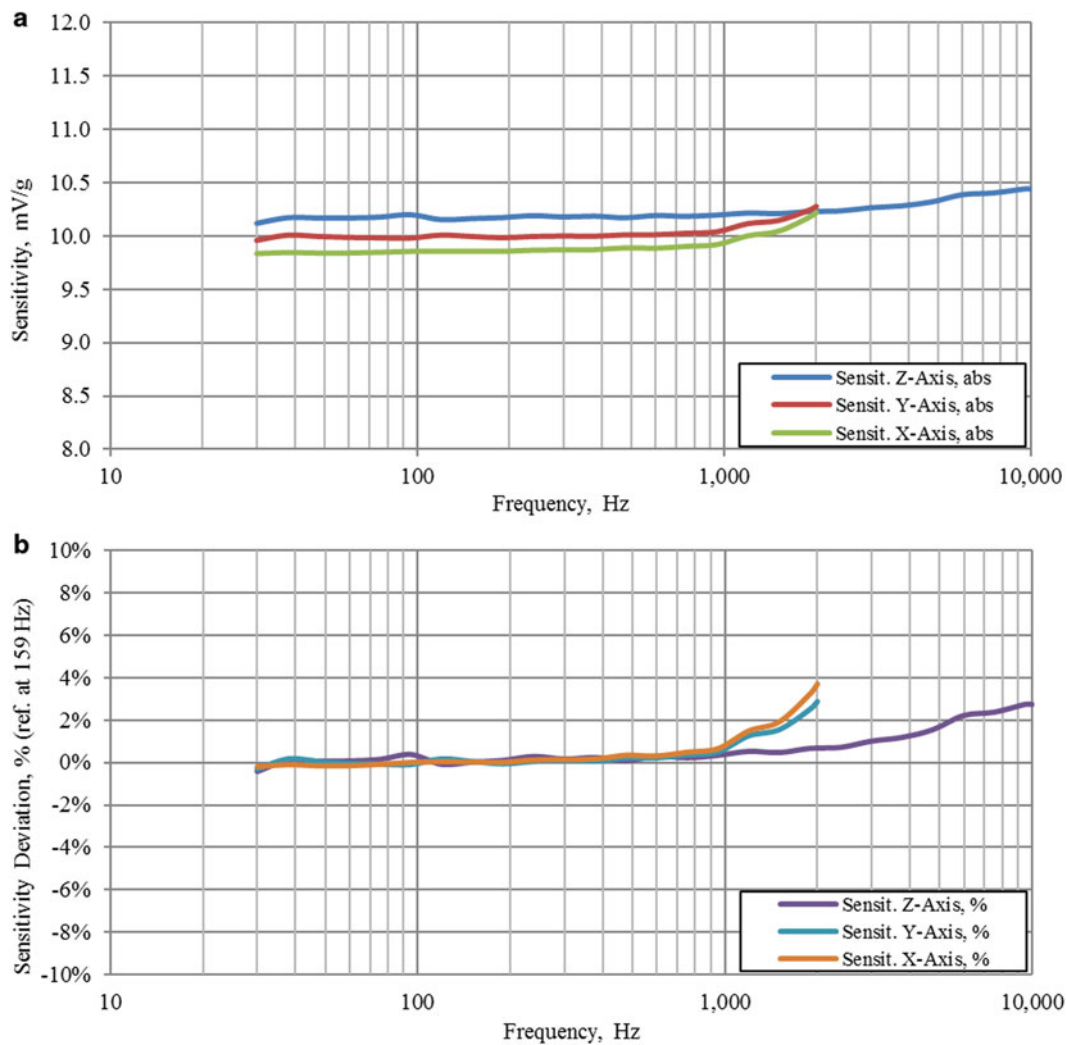 a
12.0
11.5
11.0
10.5
10.0
9.5
9.0
8.5
8.0
Sensitivity, mV/g
Sensit. Z-Axis, abs
Sensit. Y-Axis, abs
Sensit. X-Axis, abs
10
100
1,000
10,000
Frequency, Hz
b
10%
8%
6%
4%
2%
0%
-2%
-4%
-6%
-8%
-10%
Sensitivity Deviation, % (ref. at 159 Hz)
Sensit. Z-Axis, %
Sensit. Y-Axis, %
Sensit. X-Axis, %
10
100
1,000
10,000
Frequency, Hz